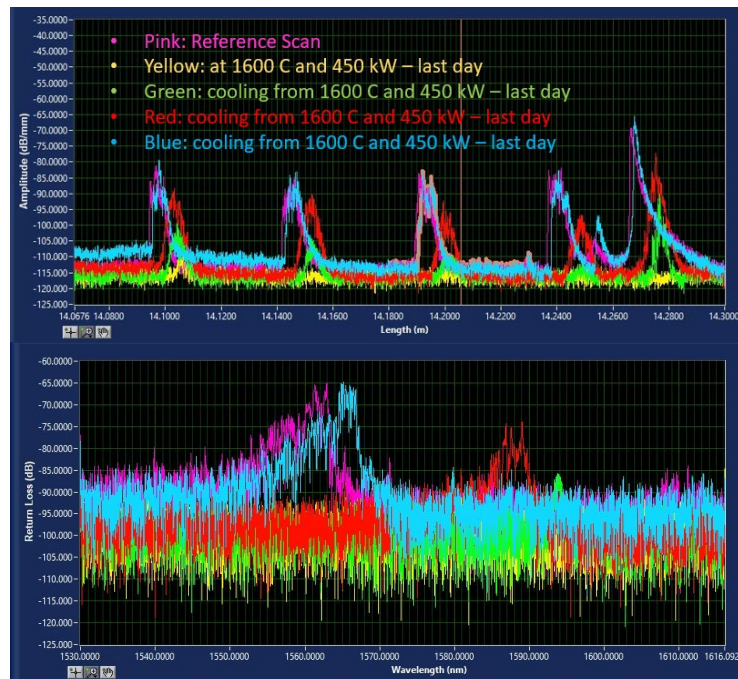 -35.0000
-40.0000
-45.0000
-50.0000
-55.0000
-60.0000
-65.0000
-70.0000
-75.0000
-80.0000
-85.0000
-90.0000
-95.0000
-100.0000
-105.0000
-110.0000
-115.0000
-120.0000
-125.0000
Amplitude (dB/mm)
• Pink: Reference Scan
• Yellow: at 1600 C and 450 kW – last day
• Green: cooling from 1600 C and 450 kW – last day
• Red: cooling from 1600 C and 450 kW – last day
• Blue: cooling from 1600 C and 450 kW – last day
14.0676 14.0800 14.1000 14.1200 14.1400 14.1600 14.1800 14.2000 14.2200 14.2400 14.2600 14.2800 14.3000
Length (m)
-60.0000
-65.0000
-70.0000
-75.0000
-80.0000
-85.0000
-90.0000
-95.0000
-100.0000
-105.0000
-110.0000
-115.0000
-125.0000
Return Loss (dB)
1530.0000 1540.0000 1550.0000 1560.0000 1570.0000 1580.0000 1590.0000 1600.0000 1610.0000 1616.092
Wavelength (nm)